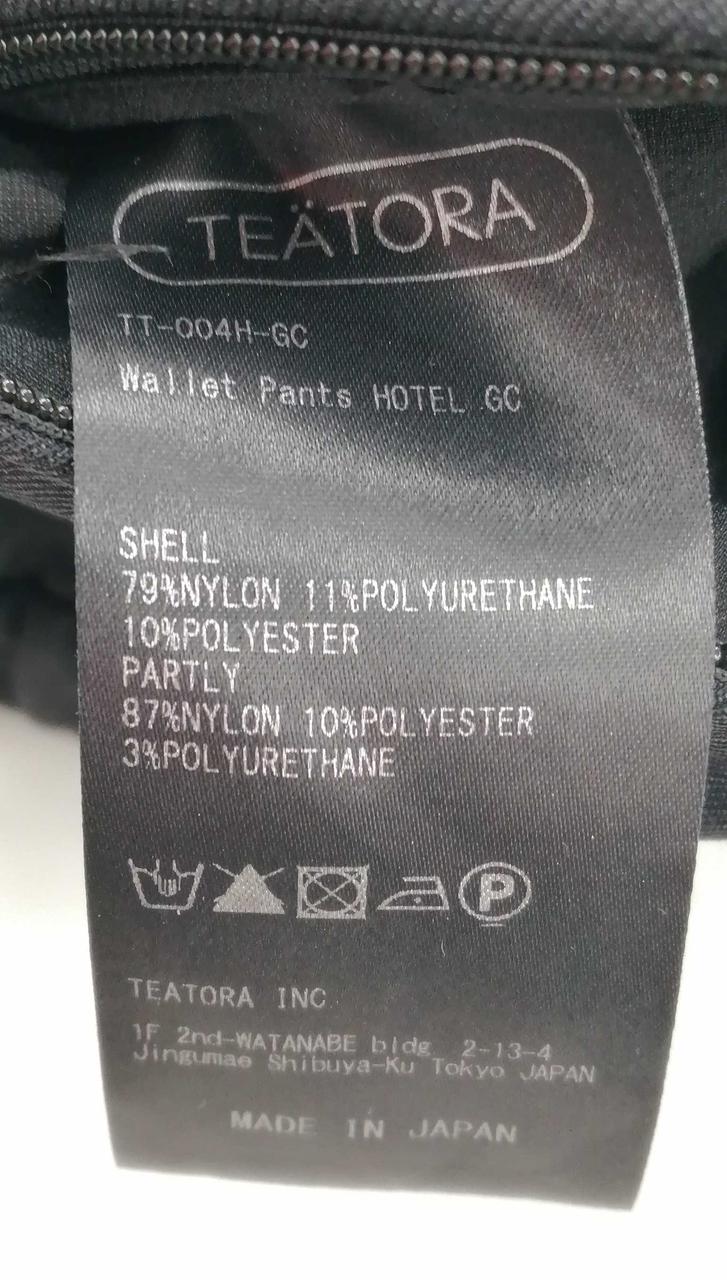 TEÄTORA
TT-004H-GC
Wallet Pants HOTEL GC
SHELL
79%NYLON 11%POLYURETHANE
10%POLYESTER
PARTLY
87%NYLON 10%POLYESTER
3%POLYURETHANE
P
TEATORA INC
1F 2nd-WATANABE bldg. 2-13-4
Jingumae Shibuya-Ku Tokyo JAPAN
MADE IN JAPAN